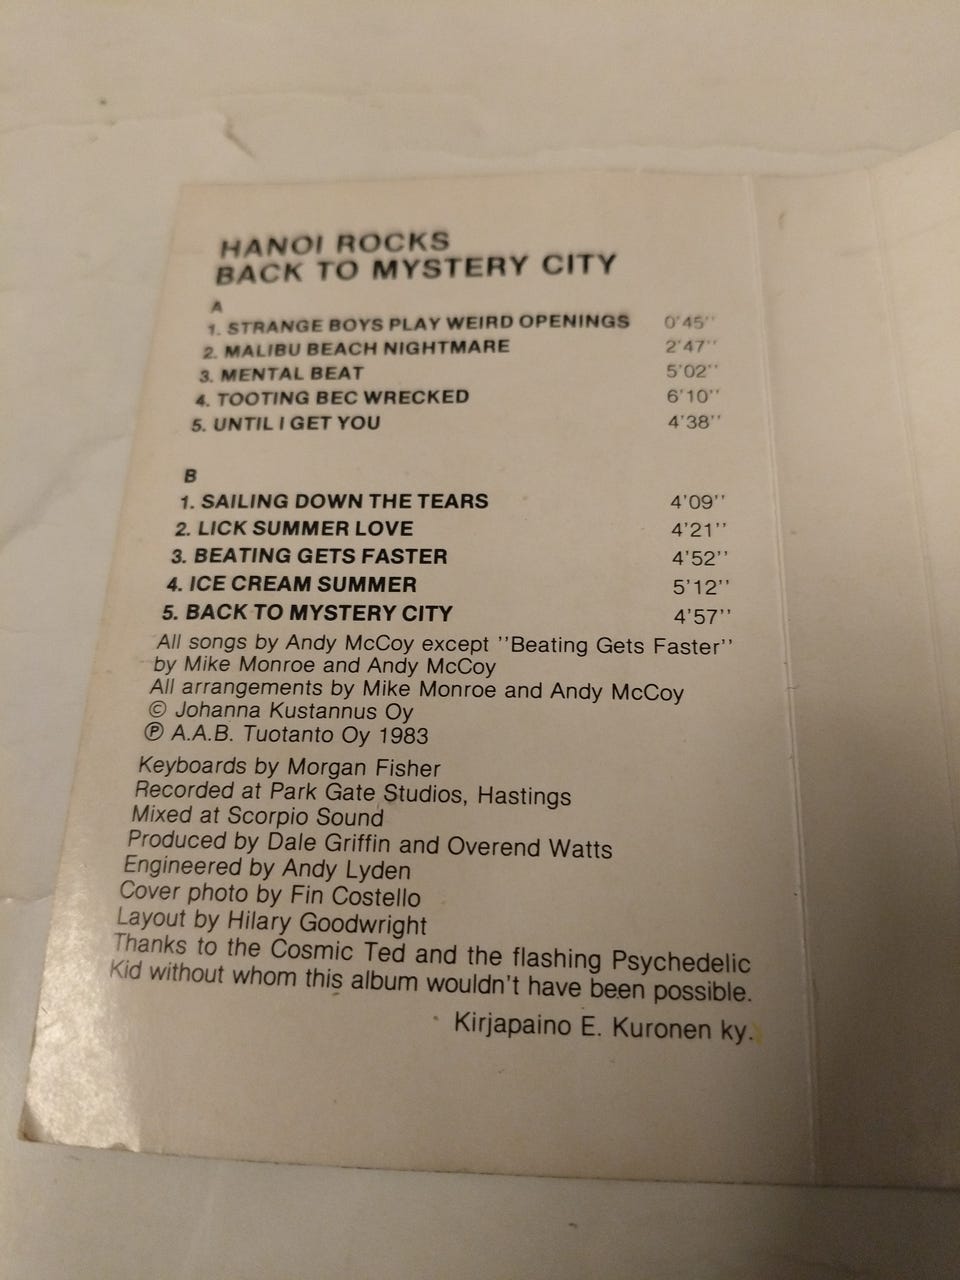 HANOI ROCKS
BACK TO MYSTERY CITY
A
1. STRANGE BOYS PLAY WEIRD OPENINGS 0'45''
2. MALIBU BEACH NIGHTMARE 2'47''
3. MENTAL BEAT 5'02''
4. TOOTING BEC WRECKED 6'10''
5. UNTIL I GET YOU 4'38''
B
1. SAILING DOWN THE TEARS 4'09''
2. LICK SUMMER LOVE 4'21''
3. BEATING GETS FASTER 4'52''
4. ICE CREAM SUMMER 5'12''
5. BACK TO MYSTERY CITY 4'57''
All songs by Andy McCoy except ''Beating Gets Faster''
by Mike Monroe and Andy McCoy
All arrangements by Mike Monroe and Andy McCoy
© Johanna Kustannus Oy
℗ A.A.B. Tuotanto Oy 1983
Keyboards by Morgan Fisher
Recorded at Park Gate Studios, Hastings
Mixed at Scorpio Sound
Produced by Dale Griffin and Overend Watts
Engineered by Andy Lyden
Cover photo by Fin Costello
Layout by Hilary Goodwright
Thanks to the Cosmic Ted and the flashing Psychedelic
Kid without whom this album wouldn't have been possible.
Kirjapaino E. Kuronen ky.